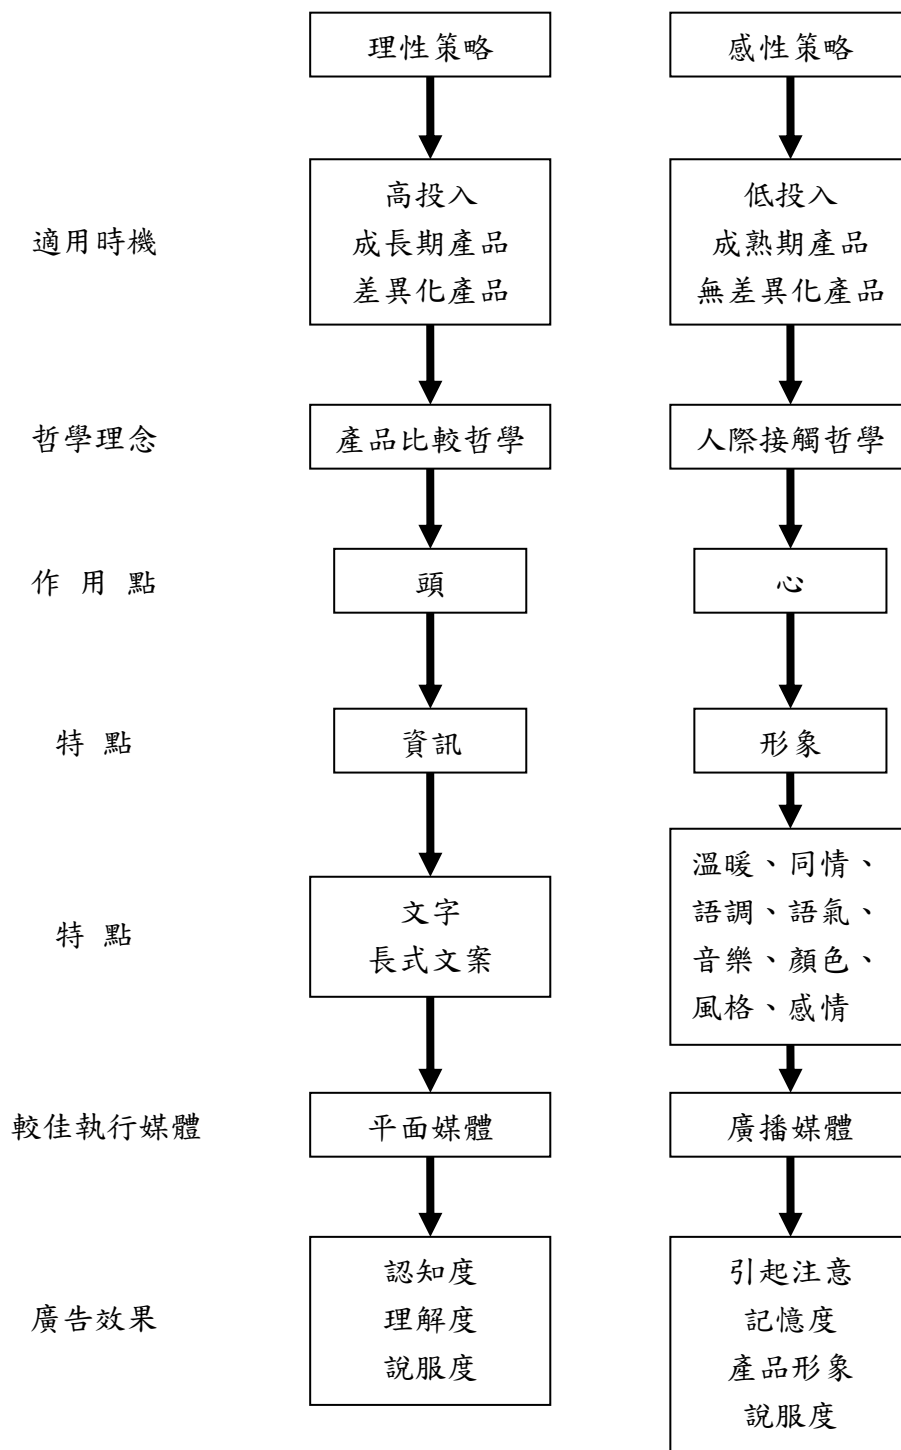 理性策略
感性策略
適用時機
高投入
成長期產品
差異化產品
低投入
成熟期產品
無差異化產品
哲學理念
產品比較哲學
人際接觸哲學
作 用 點
頭
心
特 點
資訊
形象
特 點
文字
長式文案
溫暖、同情、
語調、語氣、
音樂、顏色、
風格、感情
較佳執行媒體
平面媒體
廣播媒體
廣告效果
認知度
理解度
說服度
引起注意
記憶度
產品形象
說服度